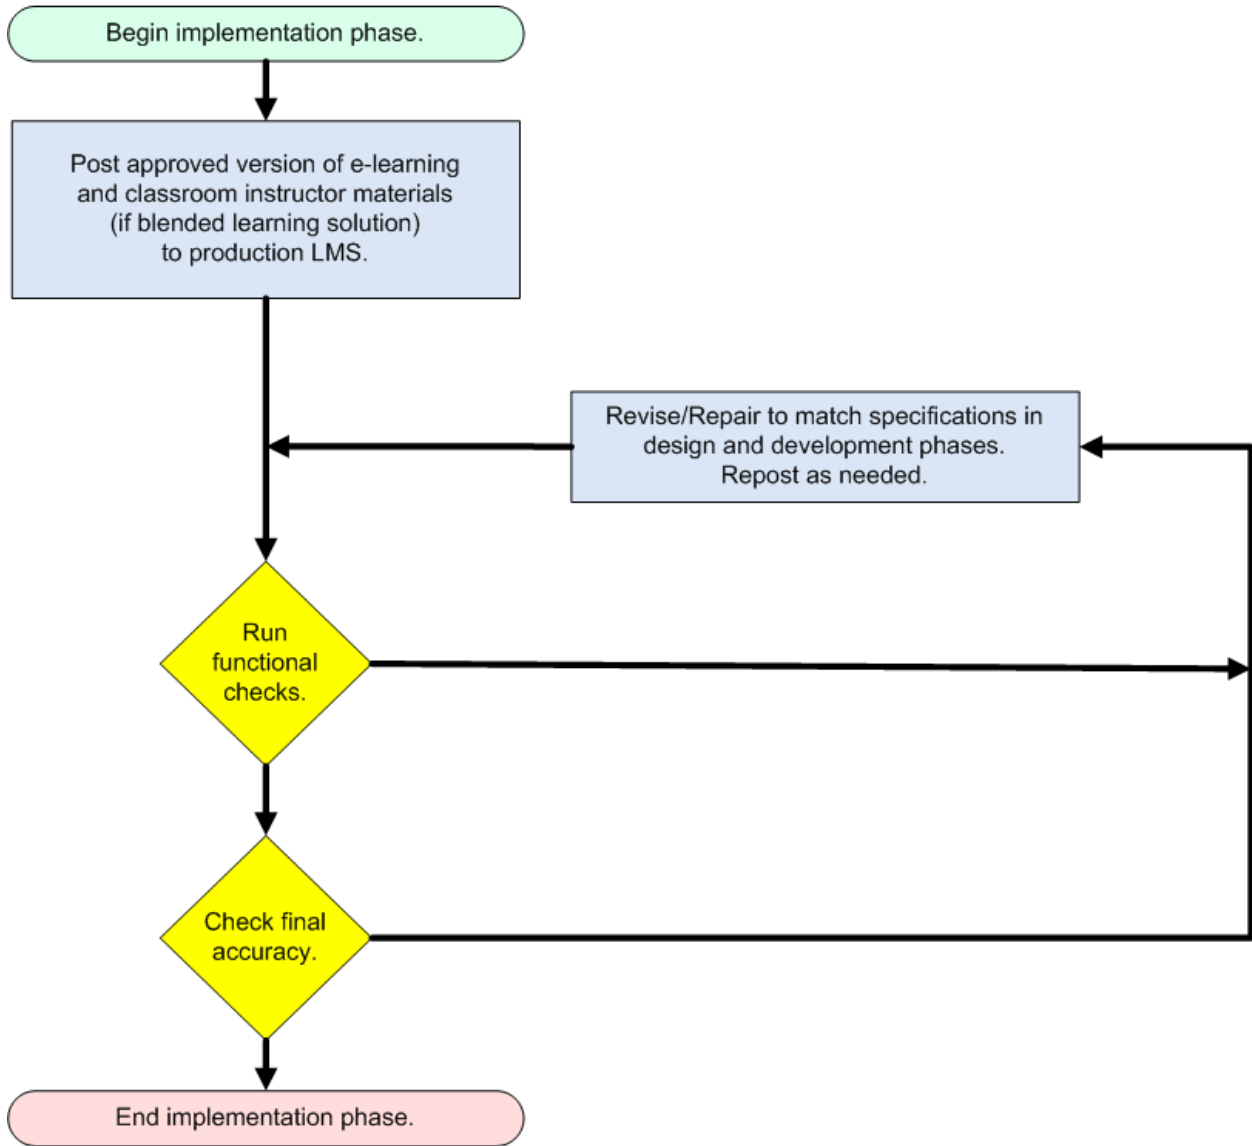 Begin implementation phase.
Post approved version of e-learning
and classroom instructor materials
(if blended learning solution)
to production LMS.
Revise/Repair to match specifications in
design and development phases.
Repost as needed.
Run
functional
checks.
Check final
accuracy.
End implementation phase.